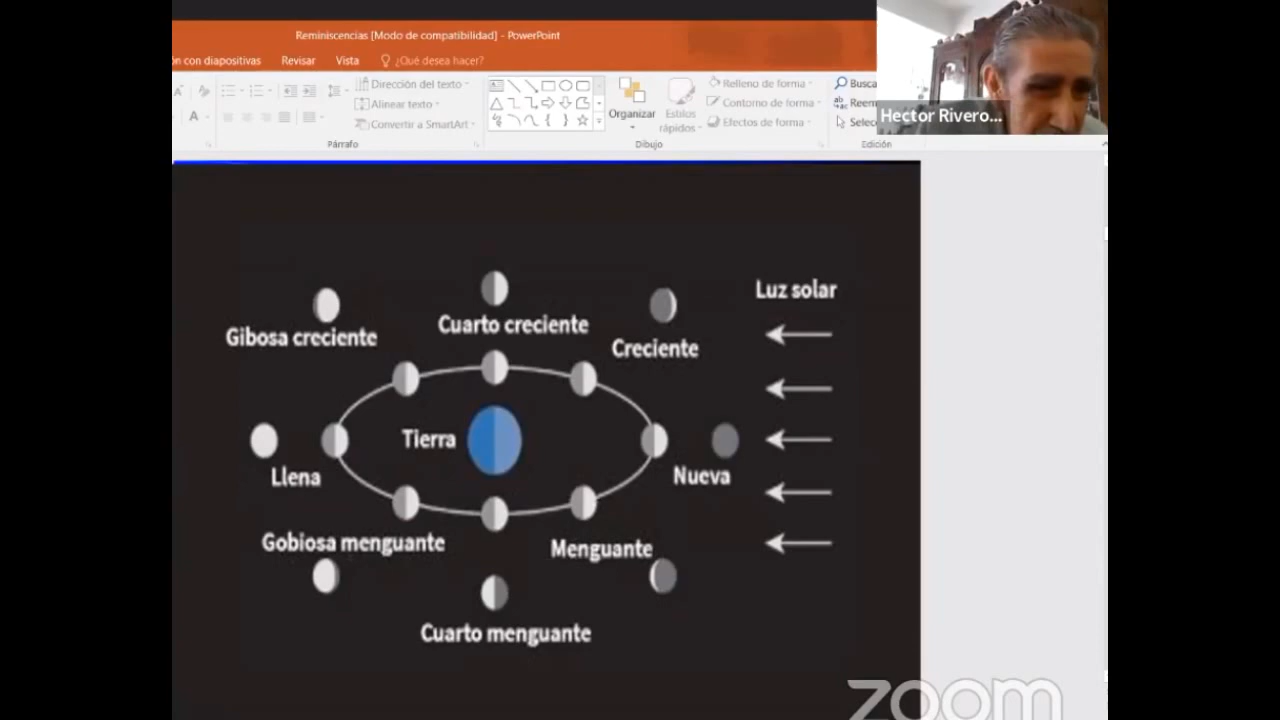 Reminiscencias [Modo de compatibilidad] - PowerPoint
ón con diapositivas Revisar Vista ¿Qué desea hacer?
Dirección del texto
Alinear texto
Convertir a SmartArt
Párrafo
Organizar
Estilos
rápidos
Relleno de forma
Contorno de forma
Efectos de forma
Dibujo
Busca
Reem
Selec
Edición
Hector Rivero...
Luz solar
Gibosa creciente
Cuarto creciente
Creciente
Tierra
Llena
Nueva
Gobiosa menguante
Menguante
Cuarto menguante
zoom